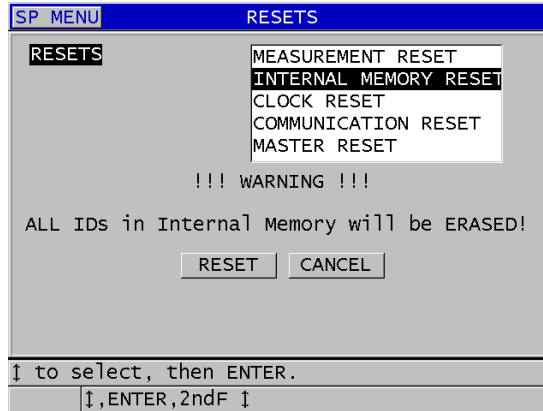 SP MENU RESETS
RESETS
MEASUREMENT RESET
INTERNAL MEMORY RESET
CLOCK RESET
COMMUNICATION RESET
MASTER RESET
!!! WARNING !!!
ALL IDs in Internal Memory will be ERASED!
RESET CANCEL
↕ to select, then ENTER.
↕,ENTER,2ndF ↕